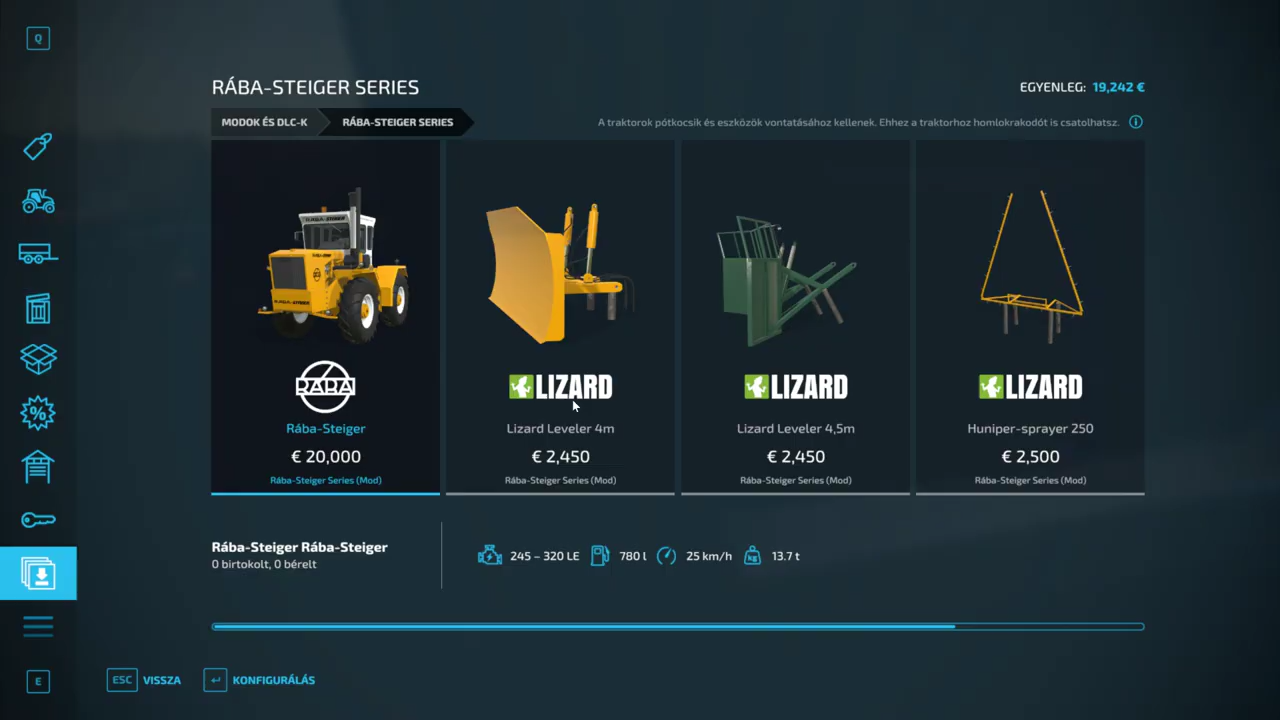 Q
RÁBA-STEIGER SERIES
EGYENLEG: 19,242 €
MODOK ÉS DLC-K
RÁBA-STEIGER SERIES
A traktorok pótkocsik és eszközök vontatásához kellenek. Ehhez a traktorhoz homlokrakodót is csatolhatsz.
RÁBA
LIZARD
LIZARD
LIZARD
Rába-Steiger
Lizard Leveler 4m
Lizard Leveler 4,5m
Huniper-sprayer 250
€ 20,000
€ 2,450
€ 2,450
€ 2,500
Rába-Steiger Series (Mod)
Rába-Steiger Series (Mod)
Rába-Steiger Series (Mod)
Rába-Steiger Series (Mod)
Rába-Steiger Rába-Steiger
0 birtokolt, 0 bérelt
245 – 320 LE
780 l
25 km/h
KG
13.7 t
E
ESC VISSZA
KONFIGURÁLÁS